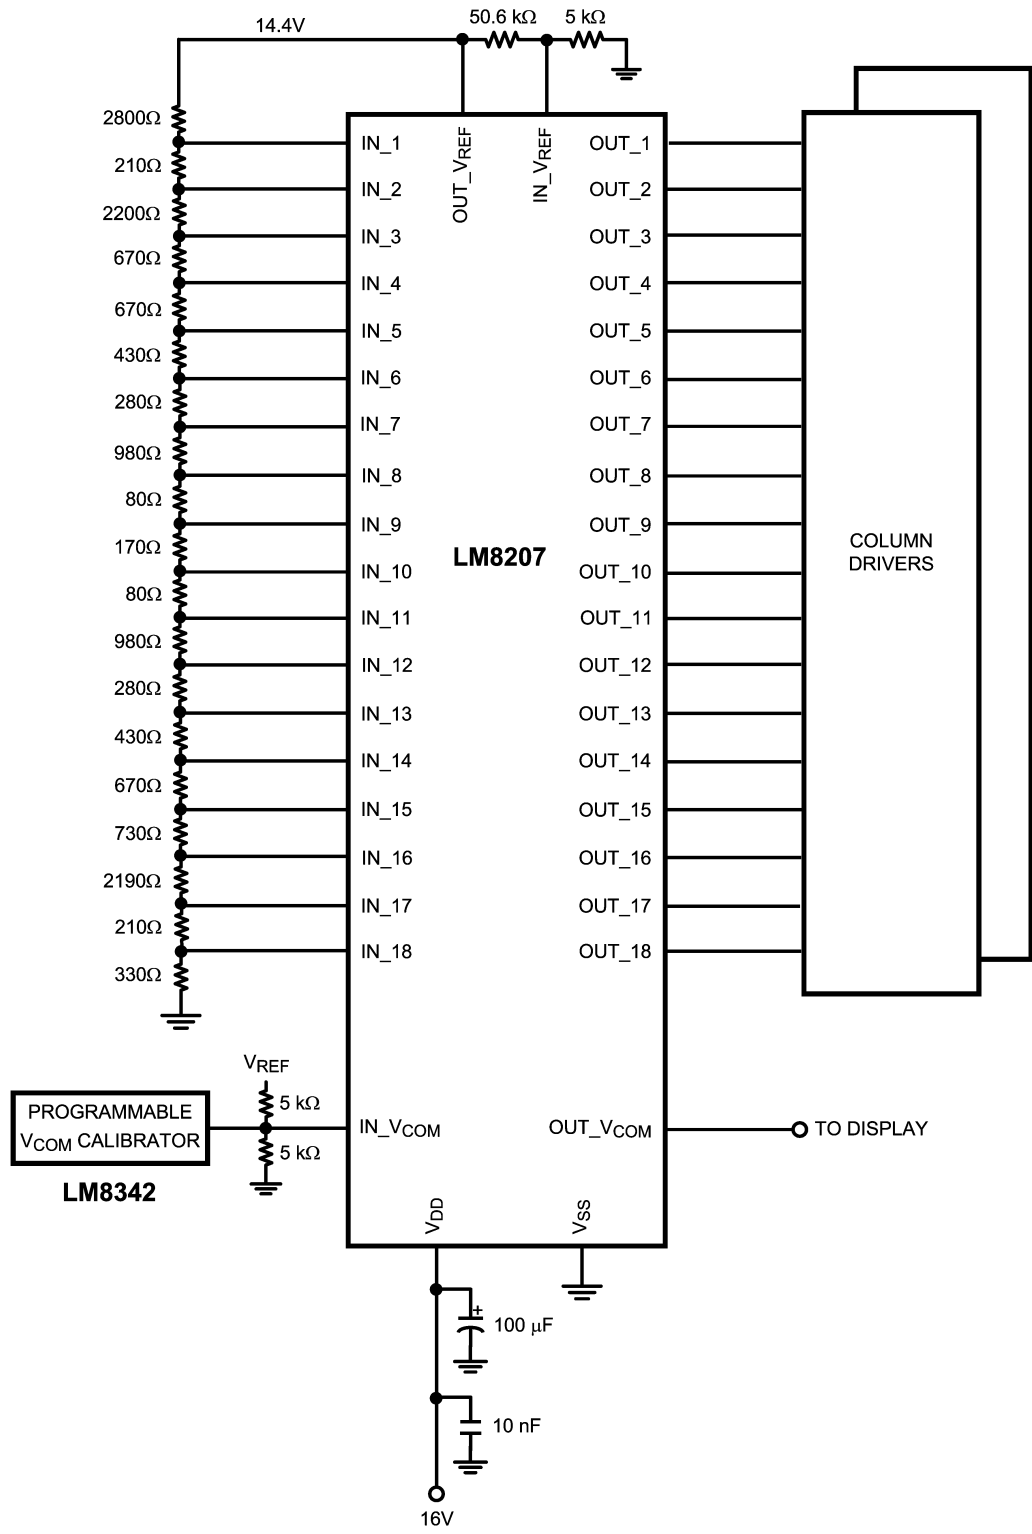 50.6 kΩ
5 kΩ
14.4V
2800Ω
210Ω
2200Ω
670Ω
670Ω
430Ω
280Ω
980Ω
80Ω
170Ω
80Ω
980Ω
280Ω
430Ω
670Ω
730Ω
2190Ω
210Ω
330Ω
IN_1
IN_2
IN_3
IN_4
IN_5
IN_6
IN_7
IN_8
IN_9
IN_10
IN_11
IN_12
IN_13
IN_14
IN_15
IN_16
IN_17
IN_18
OUT_VREF
IN_VREF
LM8207
OUT_1
OUT_2
OUT_3
OUT_4
OUT_5
OUT_6
OUT_7
OUT_8
OUT_9
OUT_10
OUT_11
OUT_12
OUT_13
OUT_14
OUT_15
OUT_16
OUT_17
OUT_18
COLUMN
DRIVERS
VREF
5 kΩ
5 kΩ
PROGRAMMABLE
VCOM CALIBRATOR
LM8342
IN_VCOM
OUT_VCOM
TO DISPLAY
VDD
VSS
+
100 µF
10 nF
16V